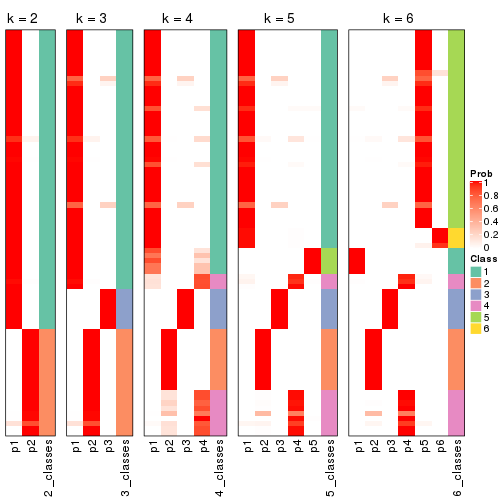 k = 2
k = 3
k = 4
k = 5
k = 6
Prob
1
0.8
0.6
0.4
0.2
0
Class
1
2
3
4
5
6
p1
p2
2_classes
p1
p2
p3
3_classes
p1
p2
p3
p4
4_classes
p1
p2
p3
p4
p5
5_classes
p1
p2
p3
p4
p5
p6
6_classes